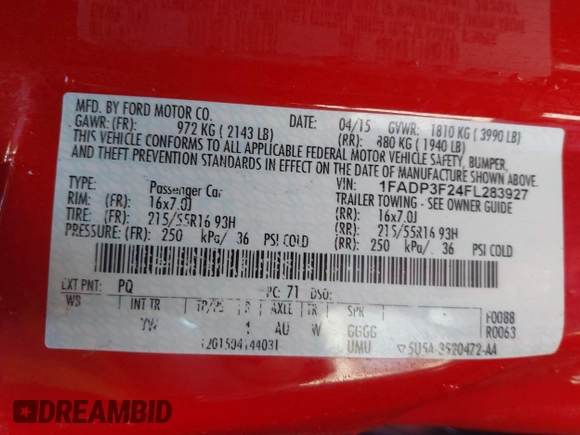 MFD. BY FORD MOTOR CO. DATE: 04/15 GVWR: 1810 KG ( 3990 LB)
GAWR: (FR): 972 KG ( 2143 LB) (RR): 880 KG ( 1940 LB)
THIS VEHICLE CONFORMS TO ALL APPLICABLE FEDERAL MOTOR VEHICLE SAFETY, BUMPER,
AND THEFT PREVENTION STANDARDS IN EFFECT ON THE DATE OF MANUFACTURE SHOWN ABOVE.
VIN: 1FADP3F24FL283927
TYPE: Passenger Car TRAILER TOWING - SEE OWNER GUIDE
RIM: (FR): 16x7.0J (RR): 16x7.0J
TIRE: (FR): 215/55R16 93H (RR): 215/55R16 93H
PRESSURE: (FR): 250 kPa/ 36 PSI COLD (RR): 250 kPa/ 36 PSI COLD
EXT PNT: PQ RC: 71 DSO:
WB INT TR TP/PS R AXLE TR SPR F0088
YW AU W GGGG R0063
UMU
DREAMBID